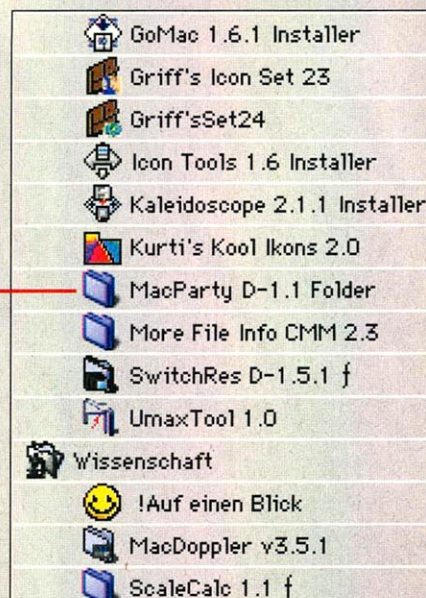 GoMac 1.6.1 Installer
Griff's Icon Set 23
Griff'sSet24
Icon Tools 1.6 Installer
Kaleidoscope 2.1.1 Installer
Kurti's Kool Ikons 2.0
MacParty D-1.1 Folder
More File Info CMM 2.3
SwitchRes D-1.5.1 ƒ
UmaxTool 1.0
Wissenschaft
!Auf einen Blick
MacDoppler v3.5.1
ScaleCalc 1.1 ƒ